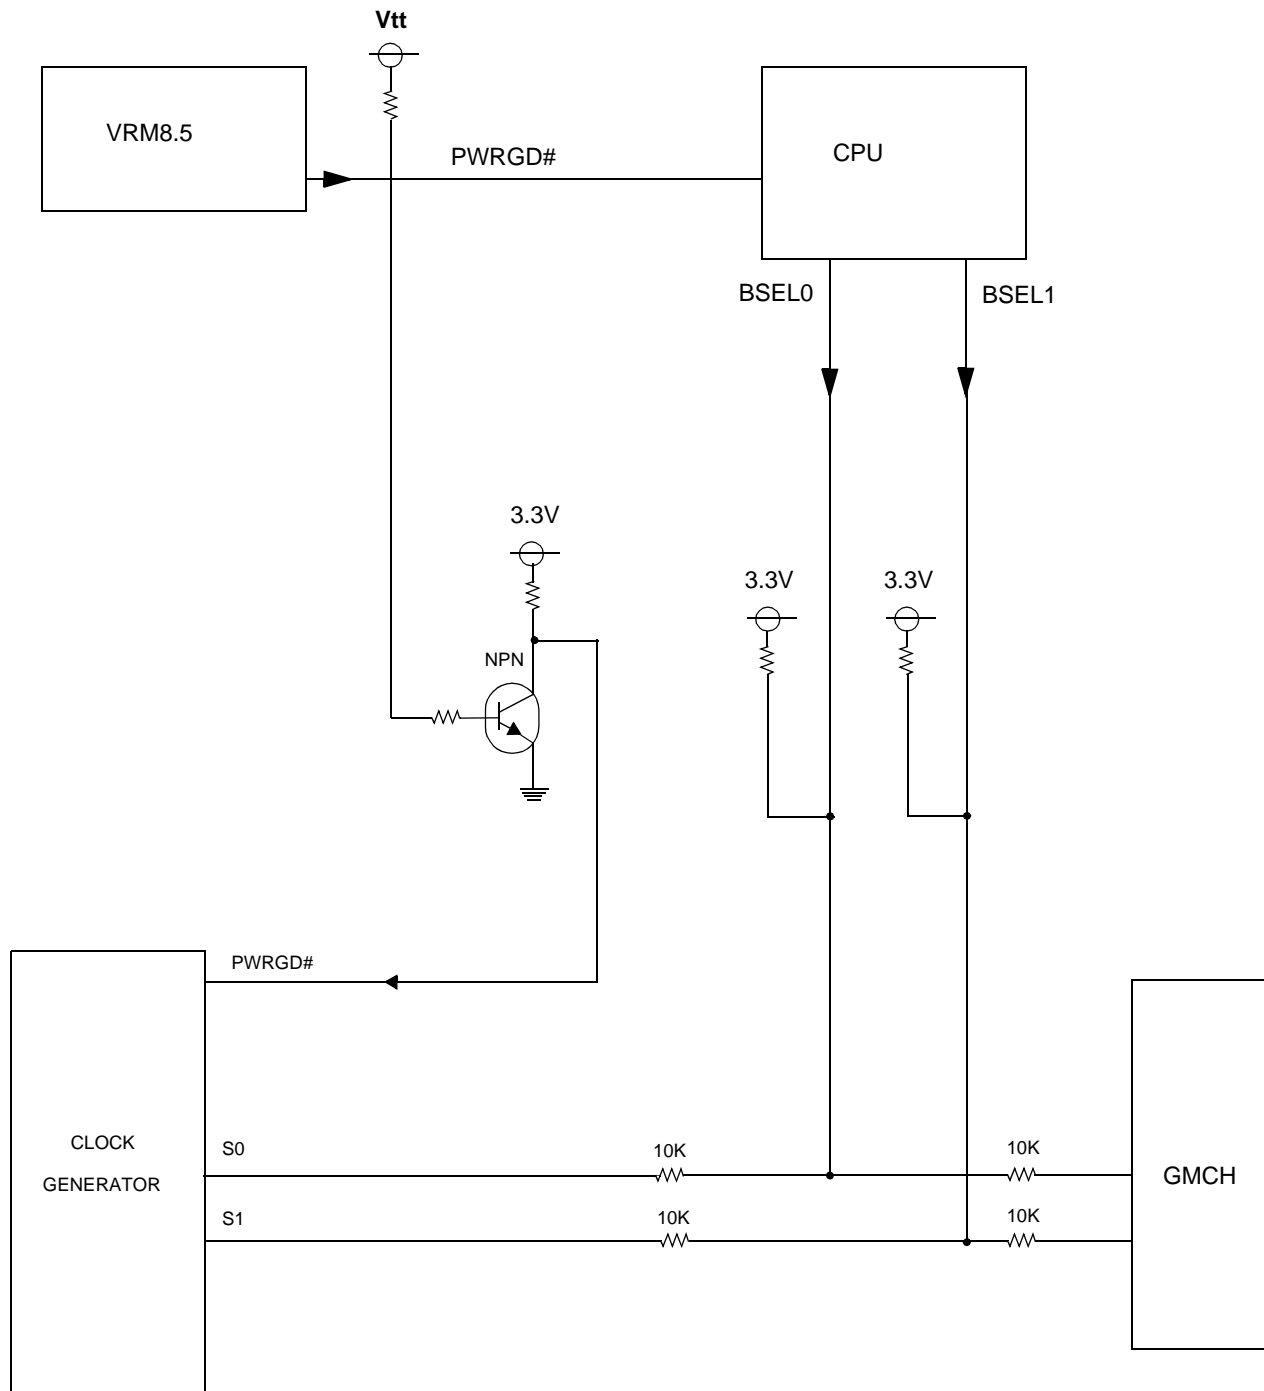 Vtt
VRM8.5
PWRGD#
CPU
BSEL0
BSEL1
3.3V
3.3V
3.3V
NPN
PWRGD#
CLOCK
GENERATOR
S0
10K
10K
GMCH
S1
10K
10K